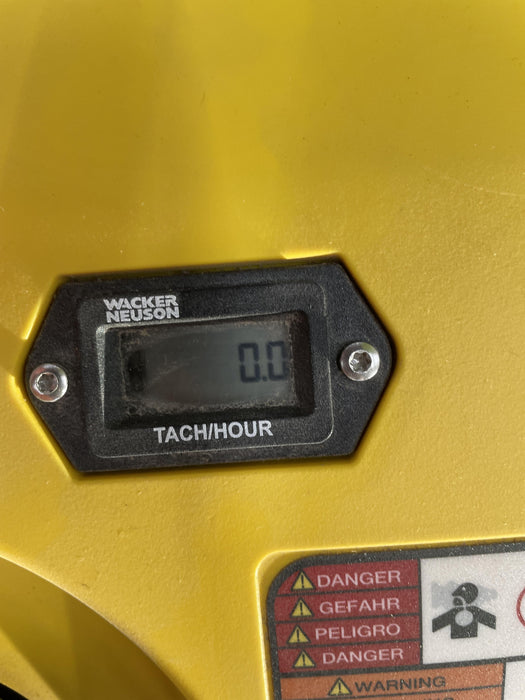 WACKER
NEUSON
0.0
TACH/HOUR
DANGER
GEFAHR
PELIGRO
DANGER
WARNING